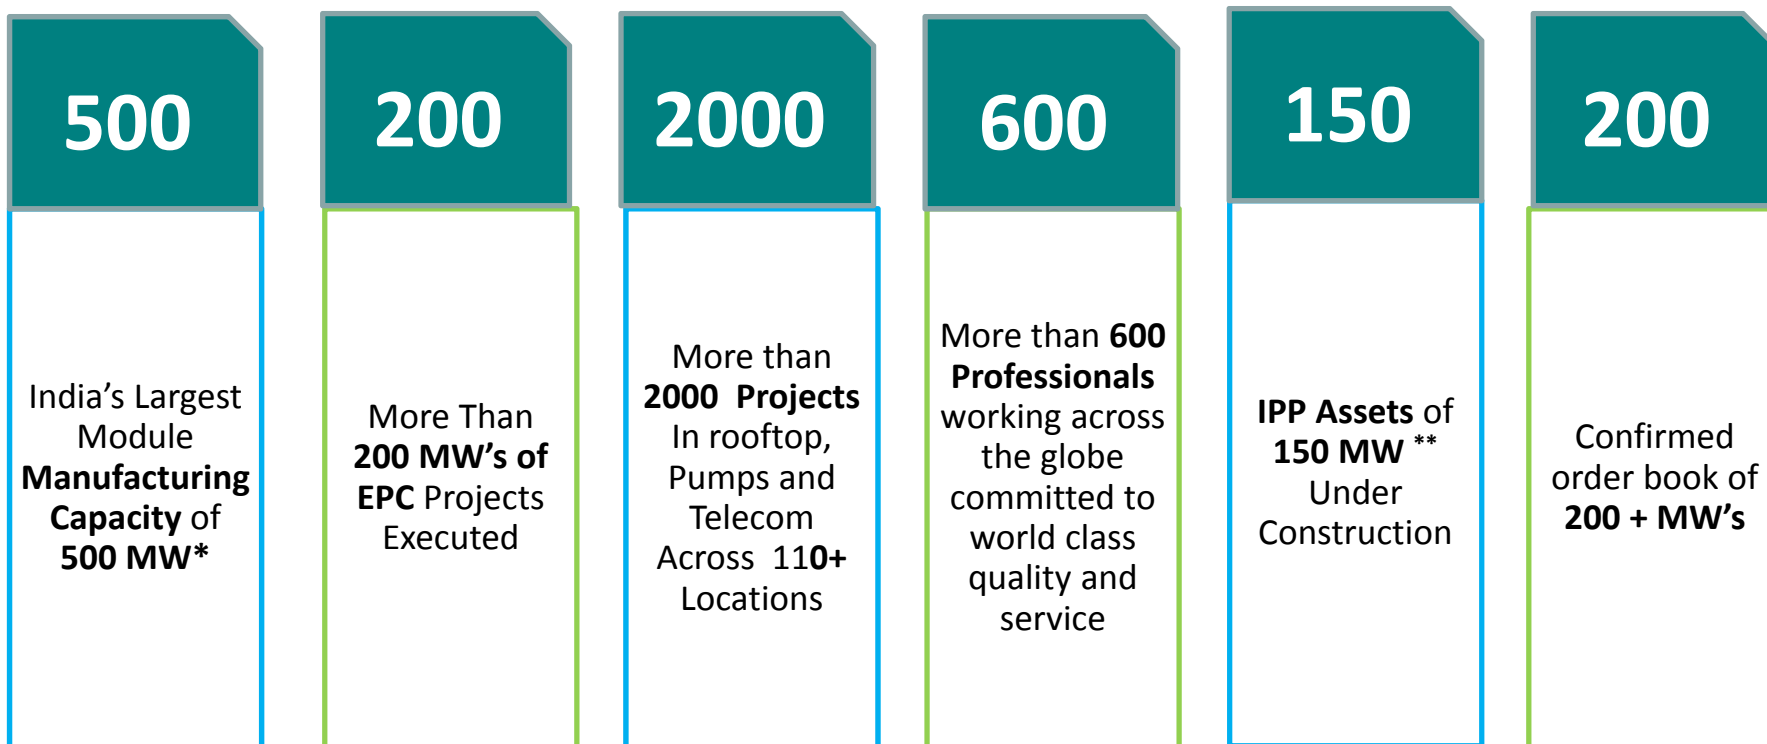 500
India’s Largest
Module
Manufacturing
Capacity of
500 MW*
200
More Than
200 MW’s of
EPC Projects
Executed
2000
More than
2000 Projects
In rooftop,
Pumps and
Telecom
Across 110+
Locations
600
More than 600
Professionals
working across
the globe
committed to
world class
quality and
service
150
IPP Assets of
150 MW **
Under
Construction
200
Confirmed
order book of
200 + MW’s